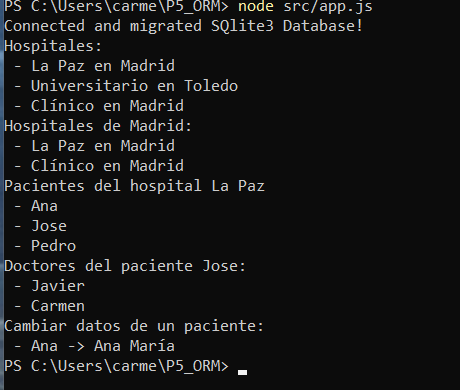 PS C:\Users\carme\P5_ORM> node src/app.js
Connected and migrated SQlite3 Database!
Hospitales:
 - La Paz en Madrid
 - Universitario en Toledo
 - Clínico en Madrid
Hospitales de Madrid:
 - La Paz en Madrid
 - Clínico en Madrid
Pacientes del hospital La Paz
 - Ana
 - Jose
 - Pedro
Doctores del paciente Jose:
 - Javier
 - Carmen
Cambiar datos de un paciente:
 - Ana -> Ana María
PS C:\Users\carme\P5_ORM>